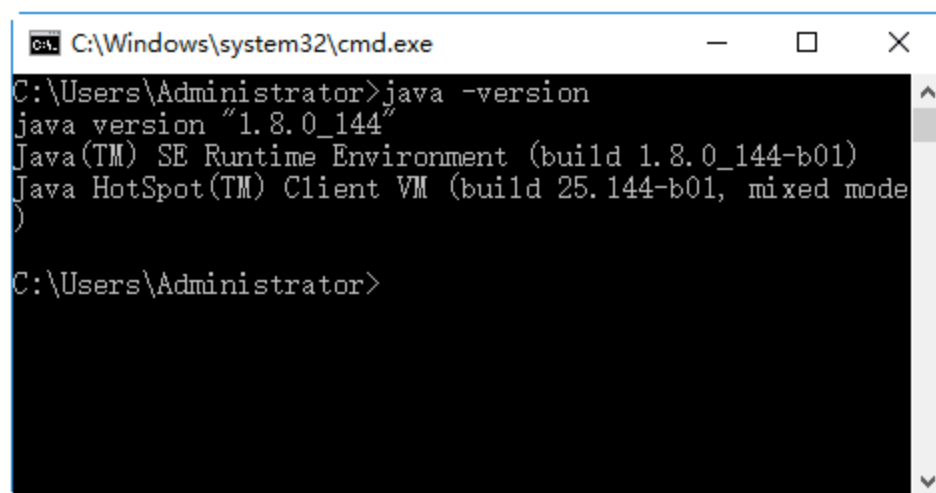 C:\Windows\system32\cmd.exe
C:\Users\Administrator>java -version
java version "1.8.0_144"
Java(TM) SE Runtime Environment (build 1.8.0_144-b01)
Java HotSpot(TM) Client VM (build 25.144-b01, mixed mode
)
C:\Users\Administrator>